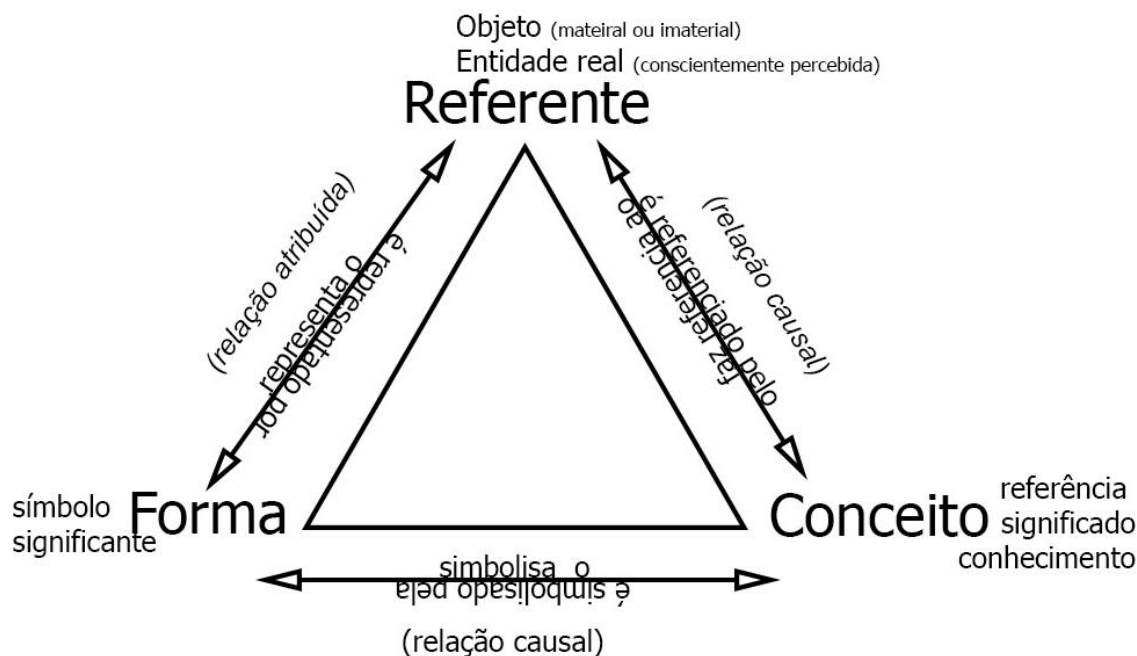 Objeto (mateiral ou imaterial)
Entidade real (conscientemente percebida)
Referente
(relação atribuída)
representa o
é representado por
(relação causal)
é referenciado pelo
faz referência ao
símbolo
significante
Forma
Conceito
referência
significado
conhecimento
simbolisa o
é simbolisado pela
(relação causal)